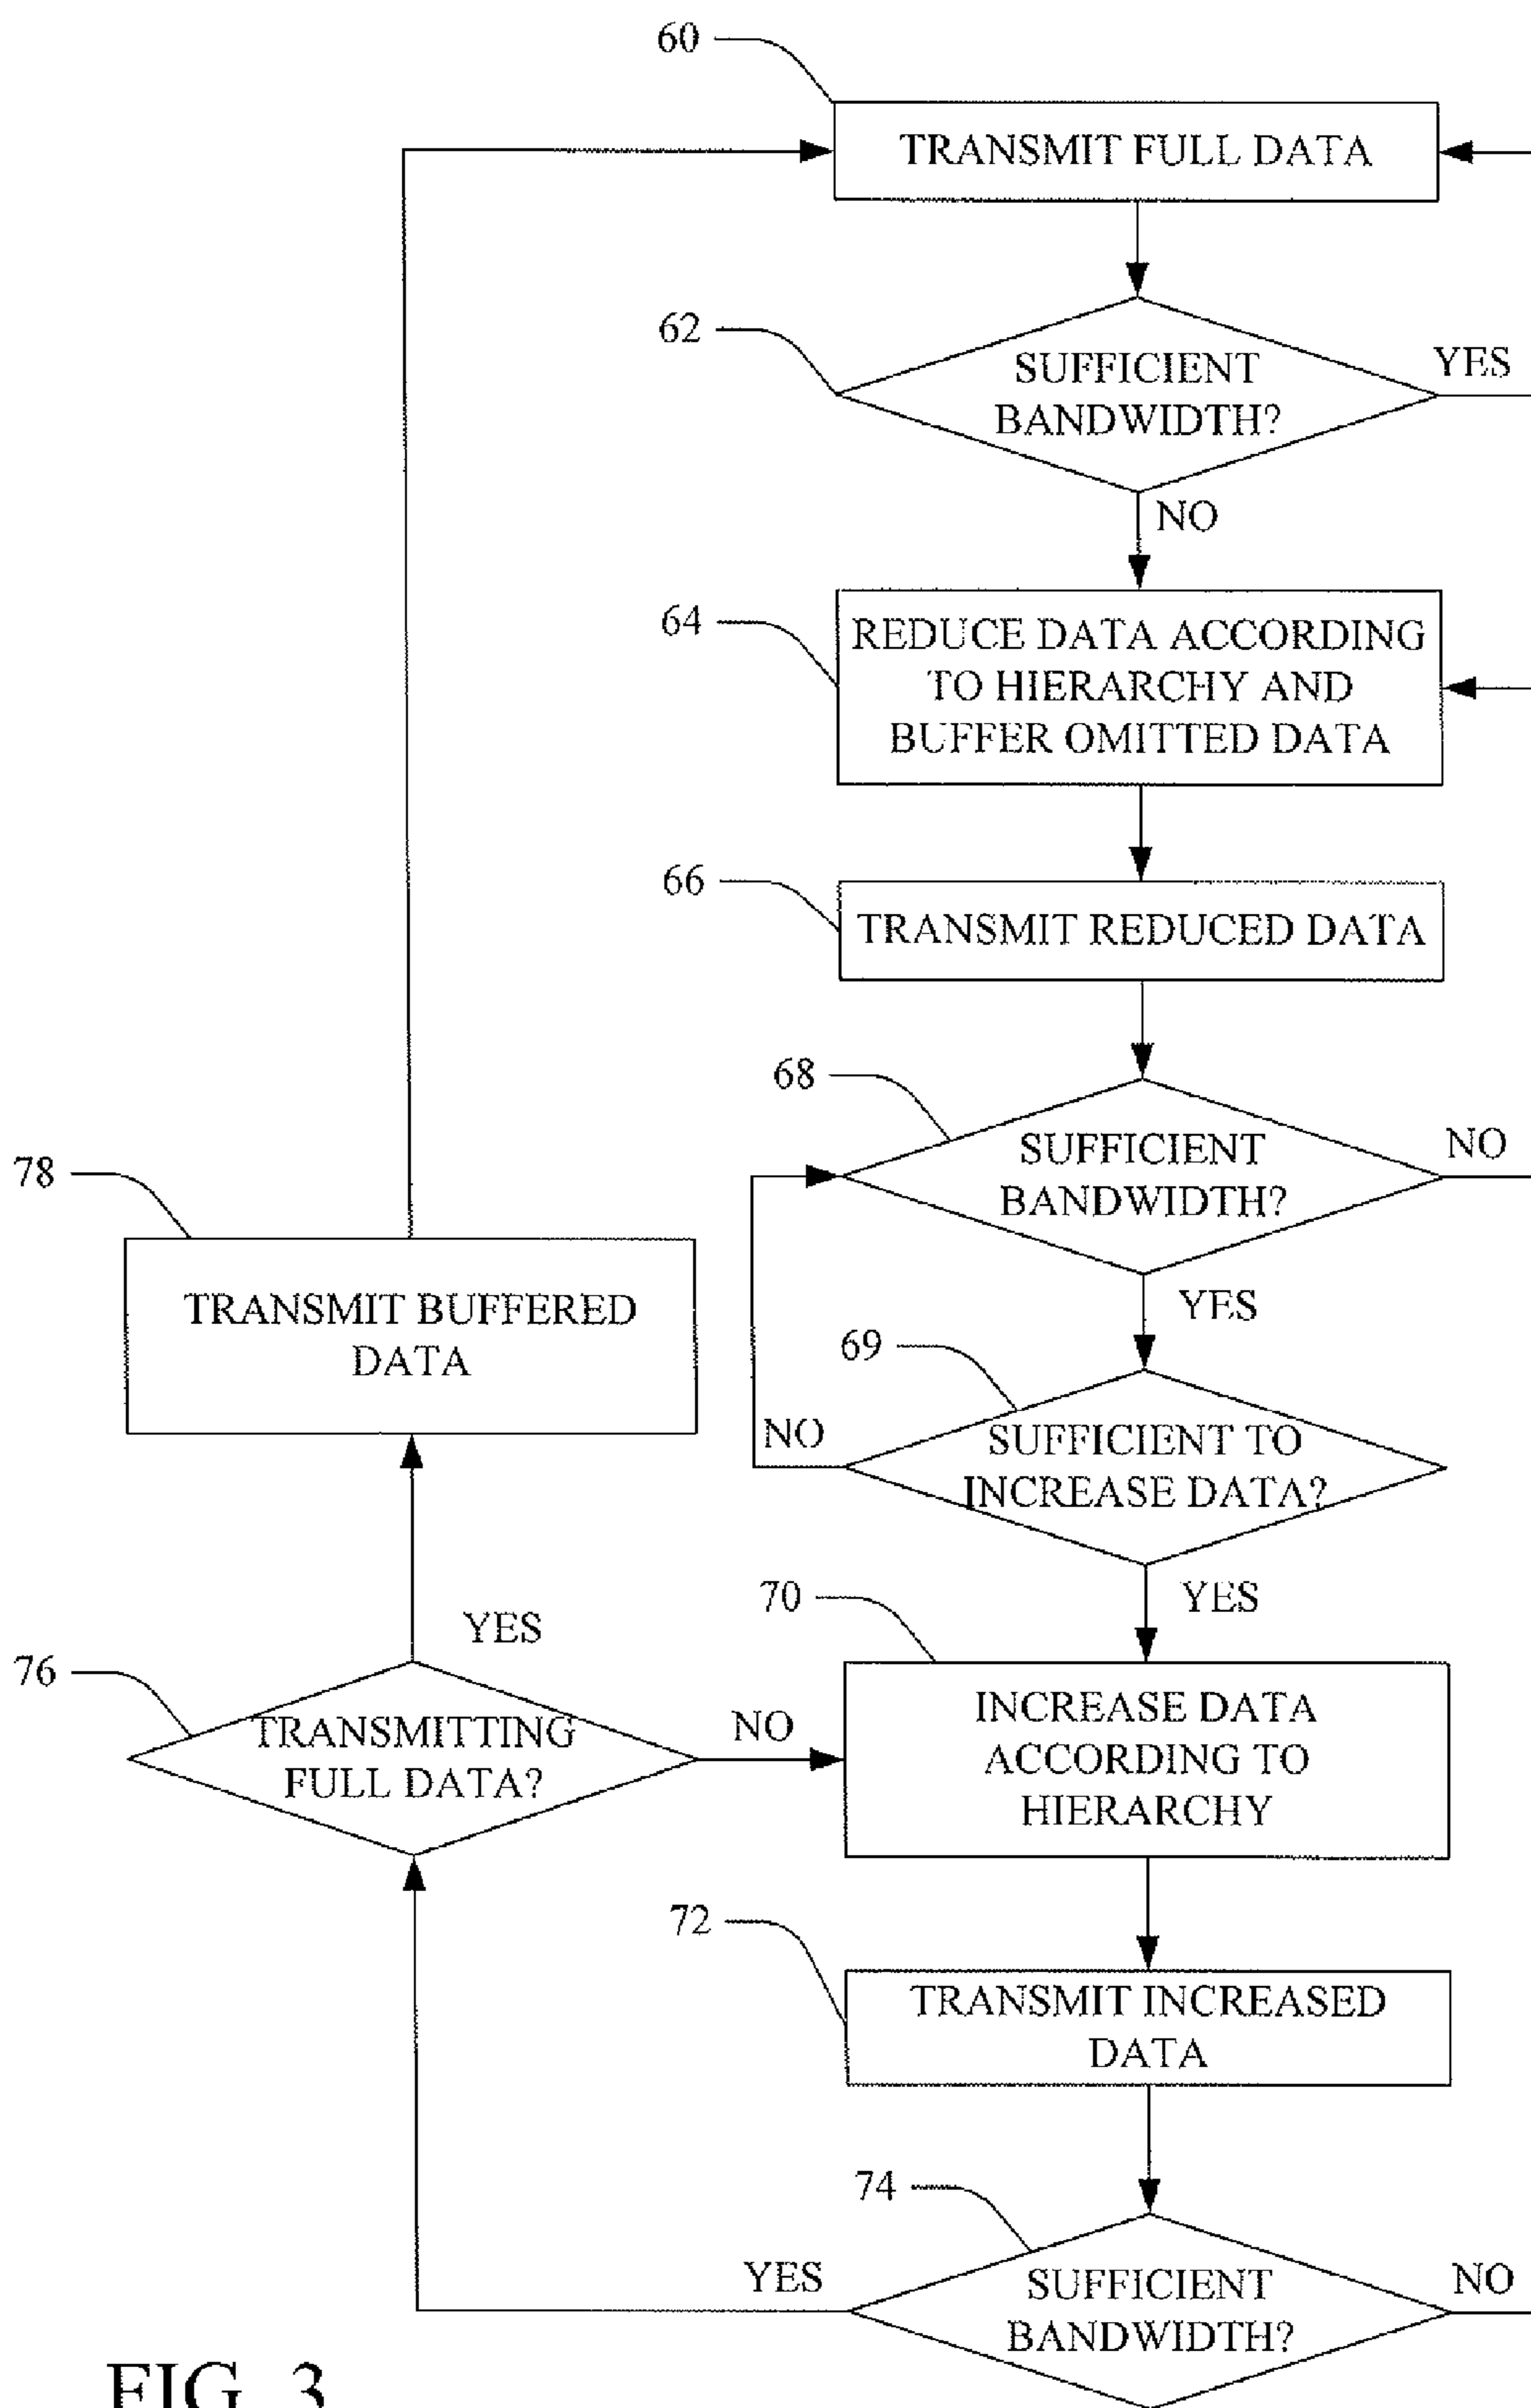 60
TRANSMIT FULL DATA
62
SUFFICIENT
BANDWIDTH?
YES
NO
64
REDUCE DATA ACCORDING
TO HIERARCHY AND
BUFFER OMITTED DATA
66
TRANSMIT REDUCED DATA
68
SUFFICIENT
BANDWIDTH?
NO
YES
78
TRANSMIT BUFFERED
DATA
69
SUFFICIENT TO
INCREASE DATA?
NO
YES
70
INCREASE DATA
ACCORDING TO
HIERARCHY
YES
76
TRANSMITTING
FULL DATA?
NO
72
TRANSMIT INCREASED
DATA
74
SUFFICIENT
BANDWIDTH?
YES
NO
FIG. 3